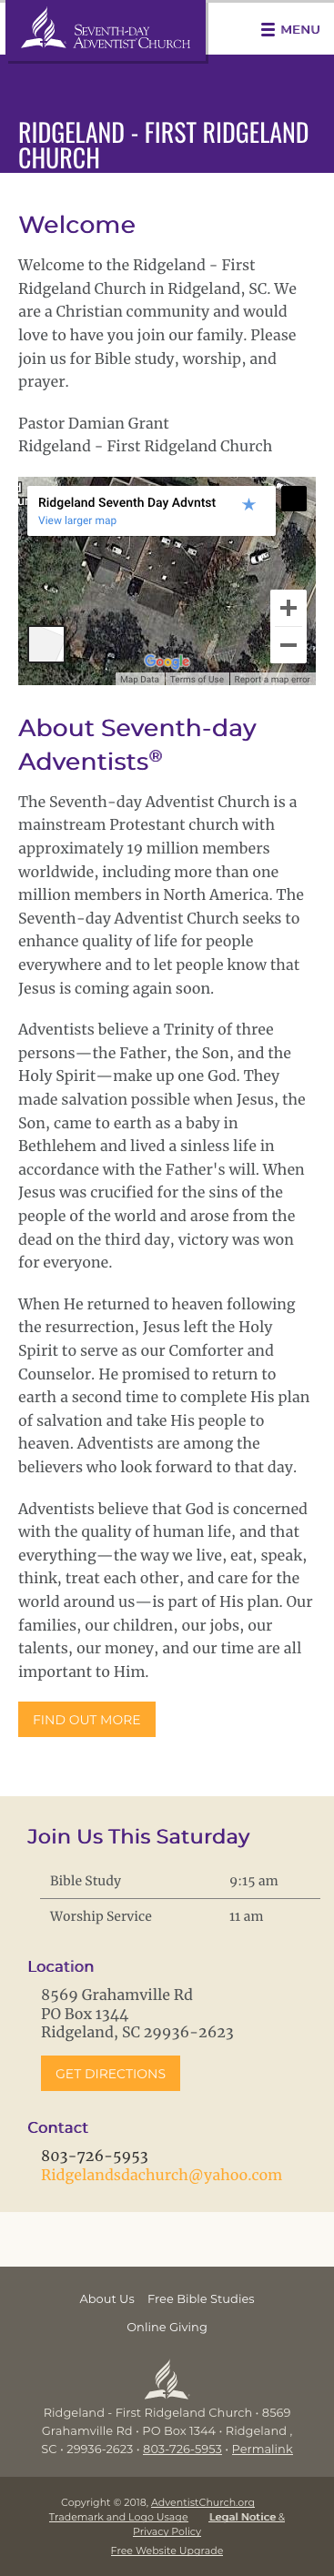 SEVENTH-DAY
ADVENTIST CHURCH
MENU
RIDGELAND - FIRST RIDGELAND
CHURCH
Welcome
Welcome to the Ridgeland - First
Ridgeland Church in Ridgeland, SC. We
are a Christian community and would
love to have you join our family. Please
join us for Bible study, worship, and
prayer.
Pastor Damian Grant
Ridgeland - First Ridgeland Church
Ridgeland Seventh Day Advntst
View larger map
Google
Map Data
Terms of Use
Report a map error
About Seventh-day
Adventists®
The Seventh-day Adventist Church is a
mainstream Protestant church with
approximately 19 million members
worldwide, including more than one
million members in North America. The
Seventh-day Adventist Church seeks to
enhance quality of life for people
everywhere and to let people know that
Jesus is coming again soon.
Adventists believe a Trinity of three
persons—the Father, the Son, and the
Holy Spirit—make up one God. They
made salvation possible when Jesus, the
Son, came to earth as a baby in
Bethlehem and lived a sinless life in
accordance with the Father's will. When
Jesus was crucified for the sins of the
people of the world and arose from the
dead on the third day, victory was won
for everyone.
When He returned to heaven following
the resurrection, Jesus left the Holy
Spirit to serve as our Comforter and
Counselor. He promised to return to
earth a second time to complete His plan
of salvation and take His people to
heaven. Adventists are among the
believers who look forward to that day.
Adventists believe that God is concerned
with the quality of human life, and that
everything—the way we live, eat, speak,
think, treat each other, and care for the
world around us—is part of His plan. Our
families, our children, our jobs, our
talents, our money, and our time are all
important to Him.
FIND OUT MORE
Join Us This Saturday
Bible Study 9:15 am
Worship Service 11 am
Location
8569 Grahamville Rd
PO Box 1344
Ridgeland, SC 29936-2623
GET DIRECTIONS
Contact
803-726-5953
Ridgelandsdachurch@yahoo.com
About Us Free Bible Studies
Online Giving
Ridgeland - First Ridgeland Church • 8569
Grahamville Rd • PO Box 1344 • Ridgeland ,
SC • 29936-2623 • 803-726-5953 • Permalink
Copyright © 2018, AdventistChurch.org
Trademark and Logo Usage Legal Notice &
Privacy Policy
Free Website Upgrade